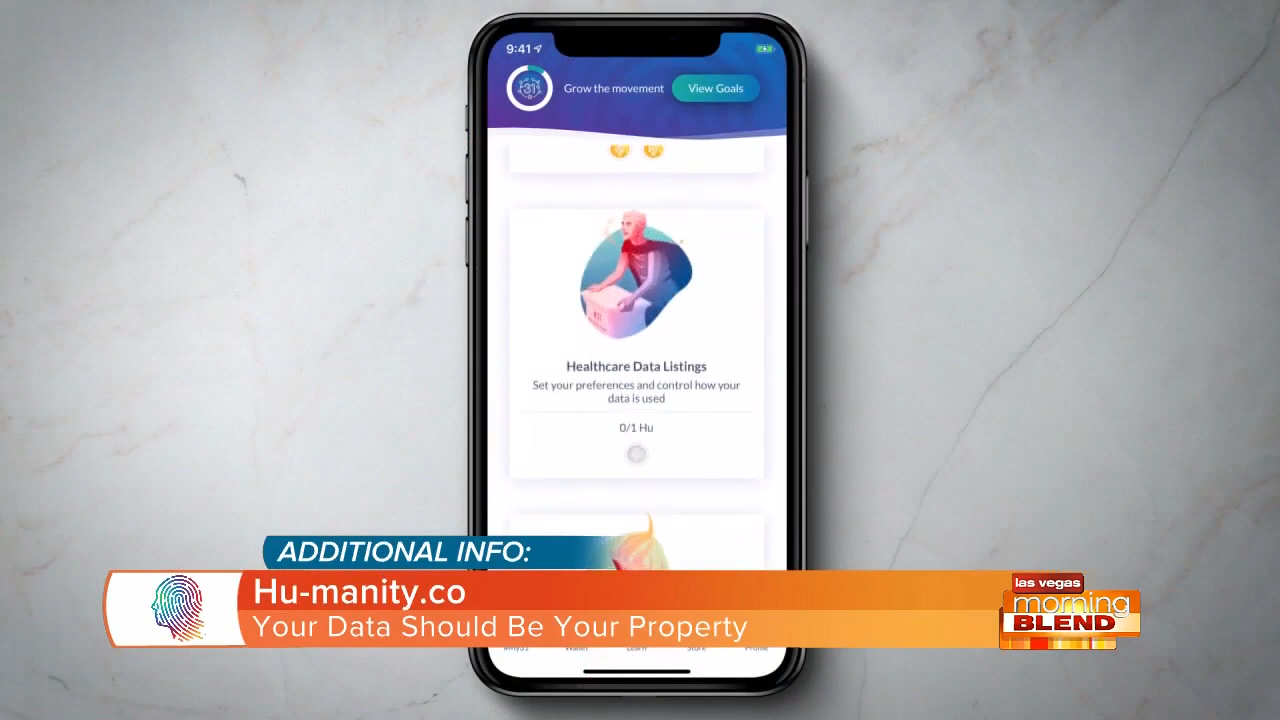 9:41
31
Grow the movement
View Goals
Healthcare Data Listings
Set your preferences and control how your
data is used
0/1 Hu
ADDITIONAL INFO:
Hu-manity.co
Your Data Should Be Your Property
las vegas
morning
BLEND